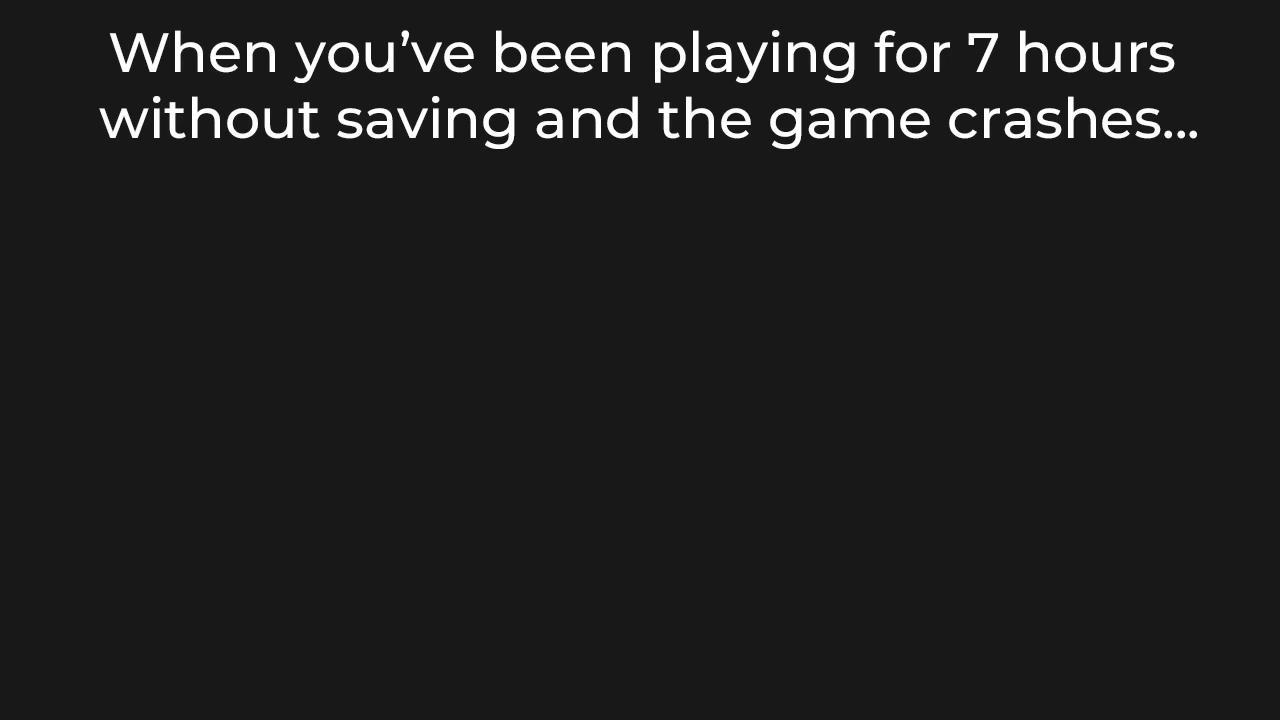 When you’ve been playing for 7 hours
without saving and the game crashes...